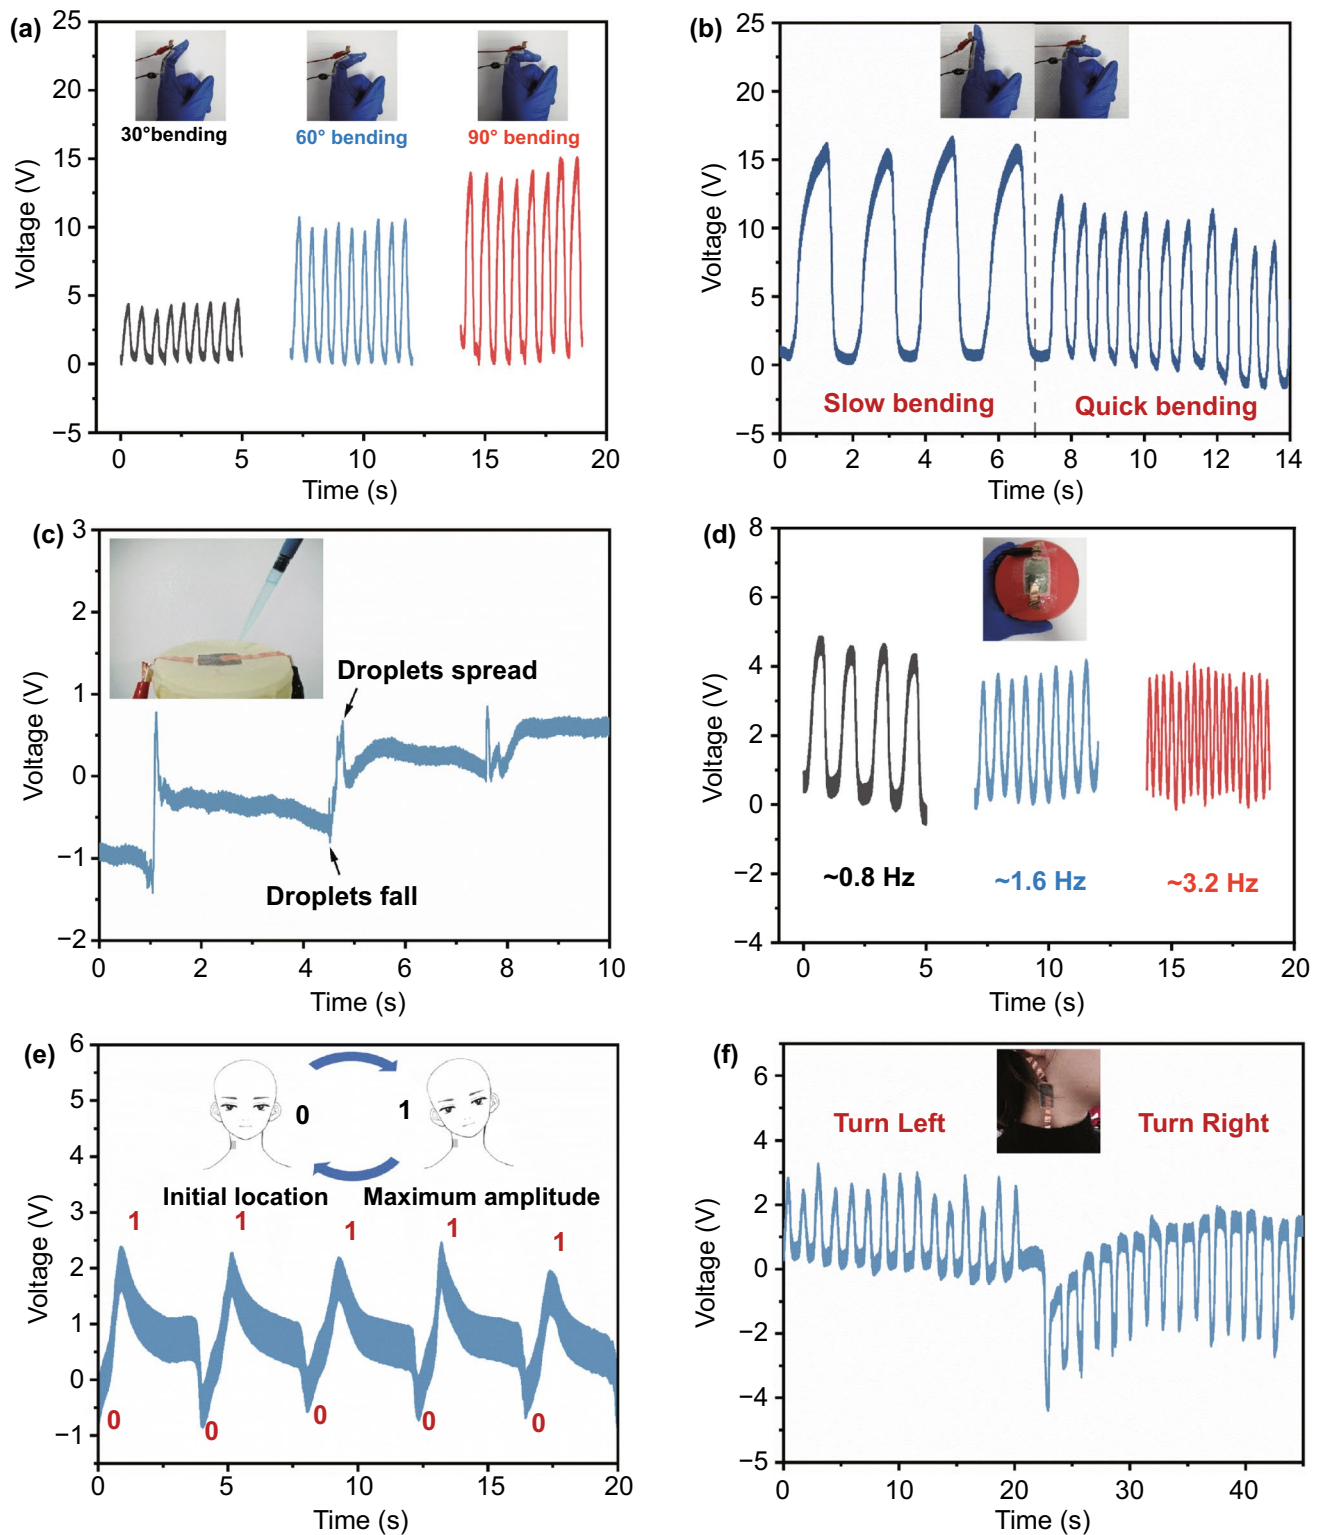 (a)
25
20
15
10
5
0
−5
Voltage (V)
30°bending
60° bending
90° bending
0 5 10 15 20
Time (s)
(b)
25
20
15
10
5
0
−5
Voltage (V)
Slow bending
Quick bending
0 2 4 6 8 10 12 14
Time (s)
(c)
3
2
1
0
−1
−2
Voltage (V)
Droplets spread
Droplets fall
0 2 4 6 8 10
Time (s)
(d)
8
6
4
2
0
−2
−4
Voltage (V)
~0.8 Hz
~1.6 Hz
~3.2 Hz
0 5 10 15 20
Time (s)
(e)
6
5
4
3
2
1
0
−1
Voltage (V)
0
1
Initial location
Maximum amplitude
1 1 1 1 1
0 0 0 0 0
0 5 10 15 20
Time (s)
(f)
6
4
2
0
−2
−4
−5
Voltage (V)
Turn Left
Turn Right
0 10 20 30 40
Time (s)